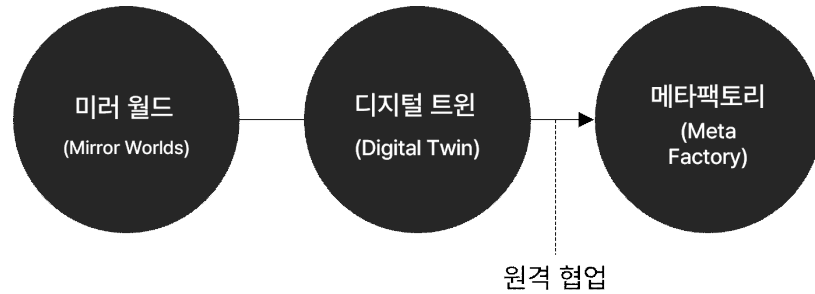 미러 월드
(Mirror Worlds)
디지털 트윈
(Digital Twin)
메타팩토리
(Meta
Factory)
원격 협업